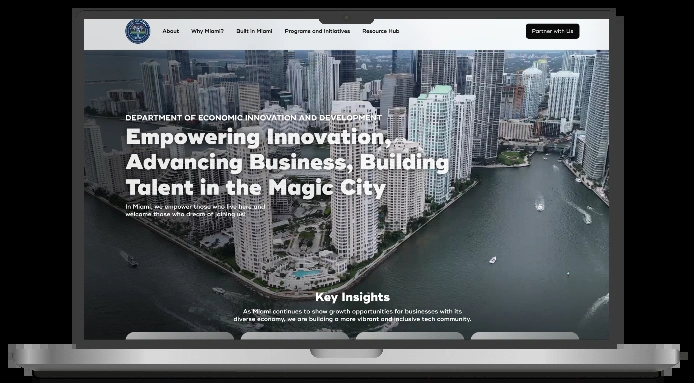 About
Why Miami?
Built in Miami
Programs and Initiatives
Resource Hub
Partner with Us
DEPARTMENT OF ECONOMIC INNOVATION AND DEVELOPMENT
Empowering Innovation,
Advancing Business, Building
Talent in the Magic City
In Miami, we empower those who live here and
welcome those who dream of joining us!
Key Insights
As Miami continues to show growth opportunities for businesses with its
diverse economy, we are building a more vibrant and inclusive tech community.